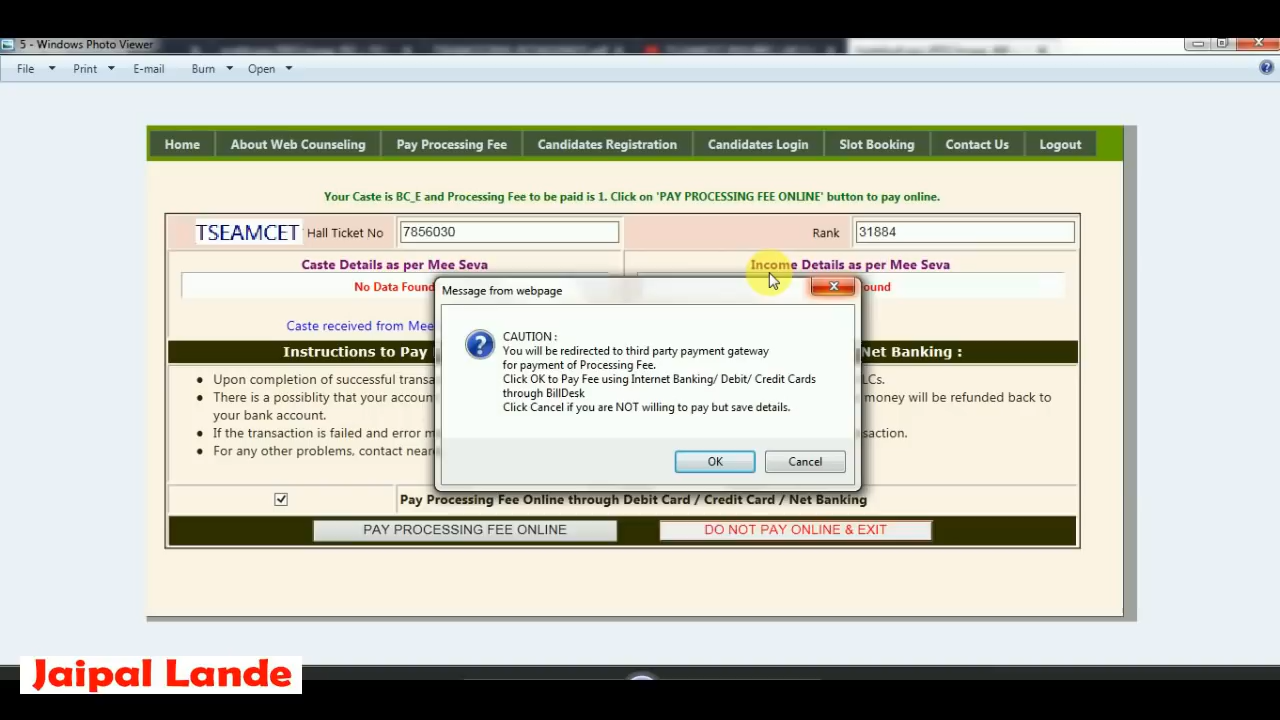 5 - Windows Photo Viewer
File Print E-mail Burn Open
Home About Web Counseling Pay Processing Fee Candidates Registration Candidates Login Slot Booking Contact Us Logout
Your Caste is BC_E and Processing Fee to be paid is 1. Click on 'PAY PROCESSING FEE ONLINE' button to pay online.
TSEAMCET Hall Ticket No 7856030 Rank 31884
Caste Details as per Mee Seva Income Details as per Mee Seva
No Data Found ound
Message from webpage
Caste received from Mee
CAUTION :
You will be redirected to third party payment gateway
for payment of Processing Fee.
Click OK to Pay Fee using Internet Banking/ Debit/ Credit Cards
through BillDesk
Click Cancel if you are NOT willing to pay but save details.
OK Cancel
Instructions to Pay Net Banking :
Upon completion of successful transa LCs.
There is a possiblity that your accoun money will be refunded back to
your bank account.
If the transaction is failed and error m saction.
For any other problems, contact near
Pay Processing Fee Online through Debit Card / Credit Card / Net Banking
PAY PROCESSING FEE ONLINE DO NOT PAY ONLINE & EXIT
Jaipal Lande